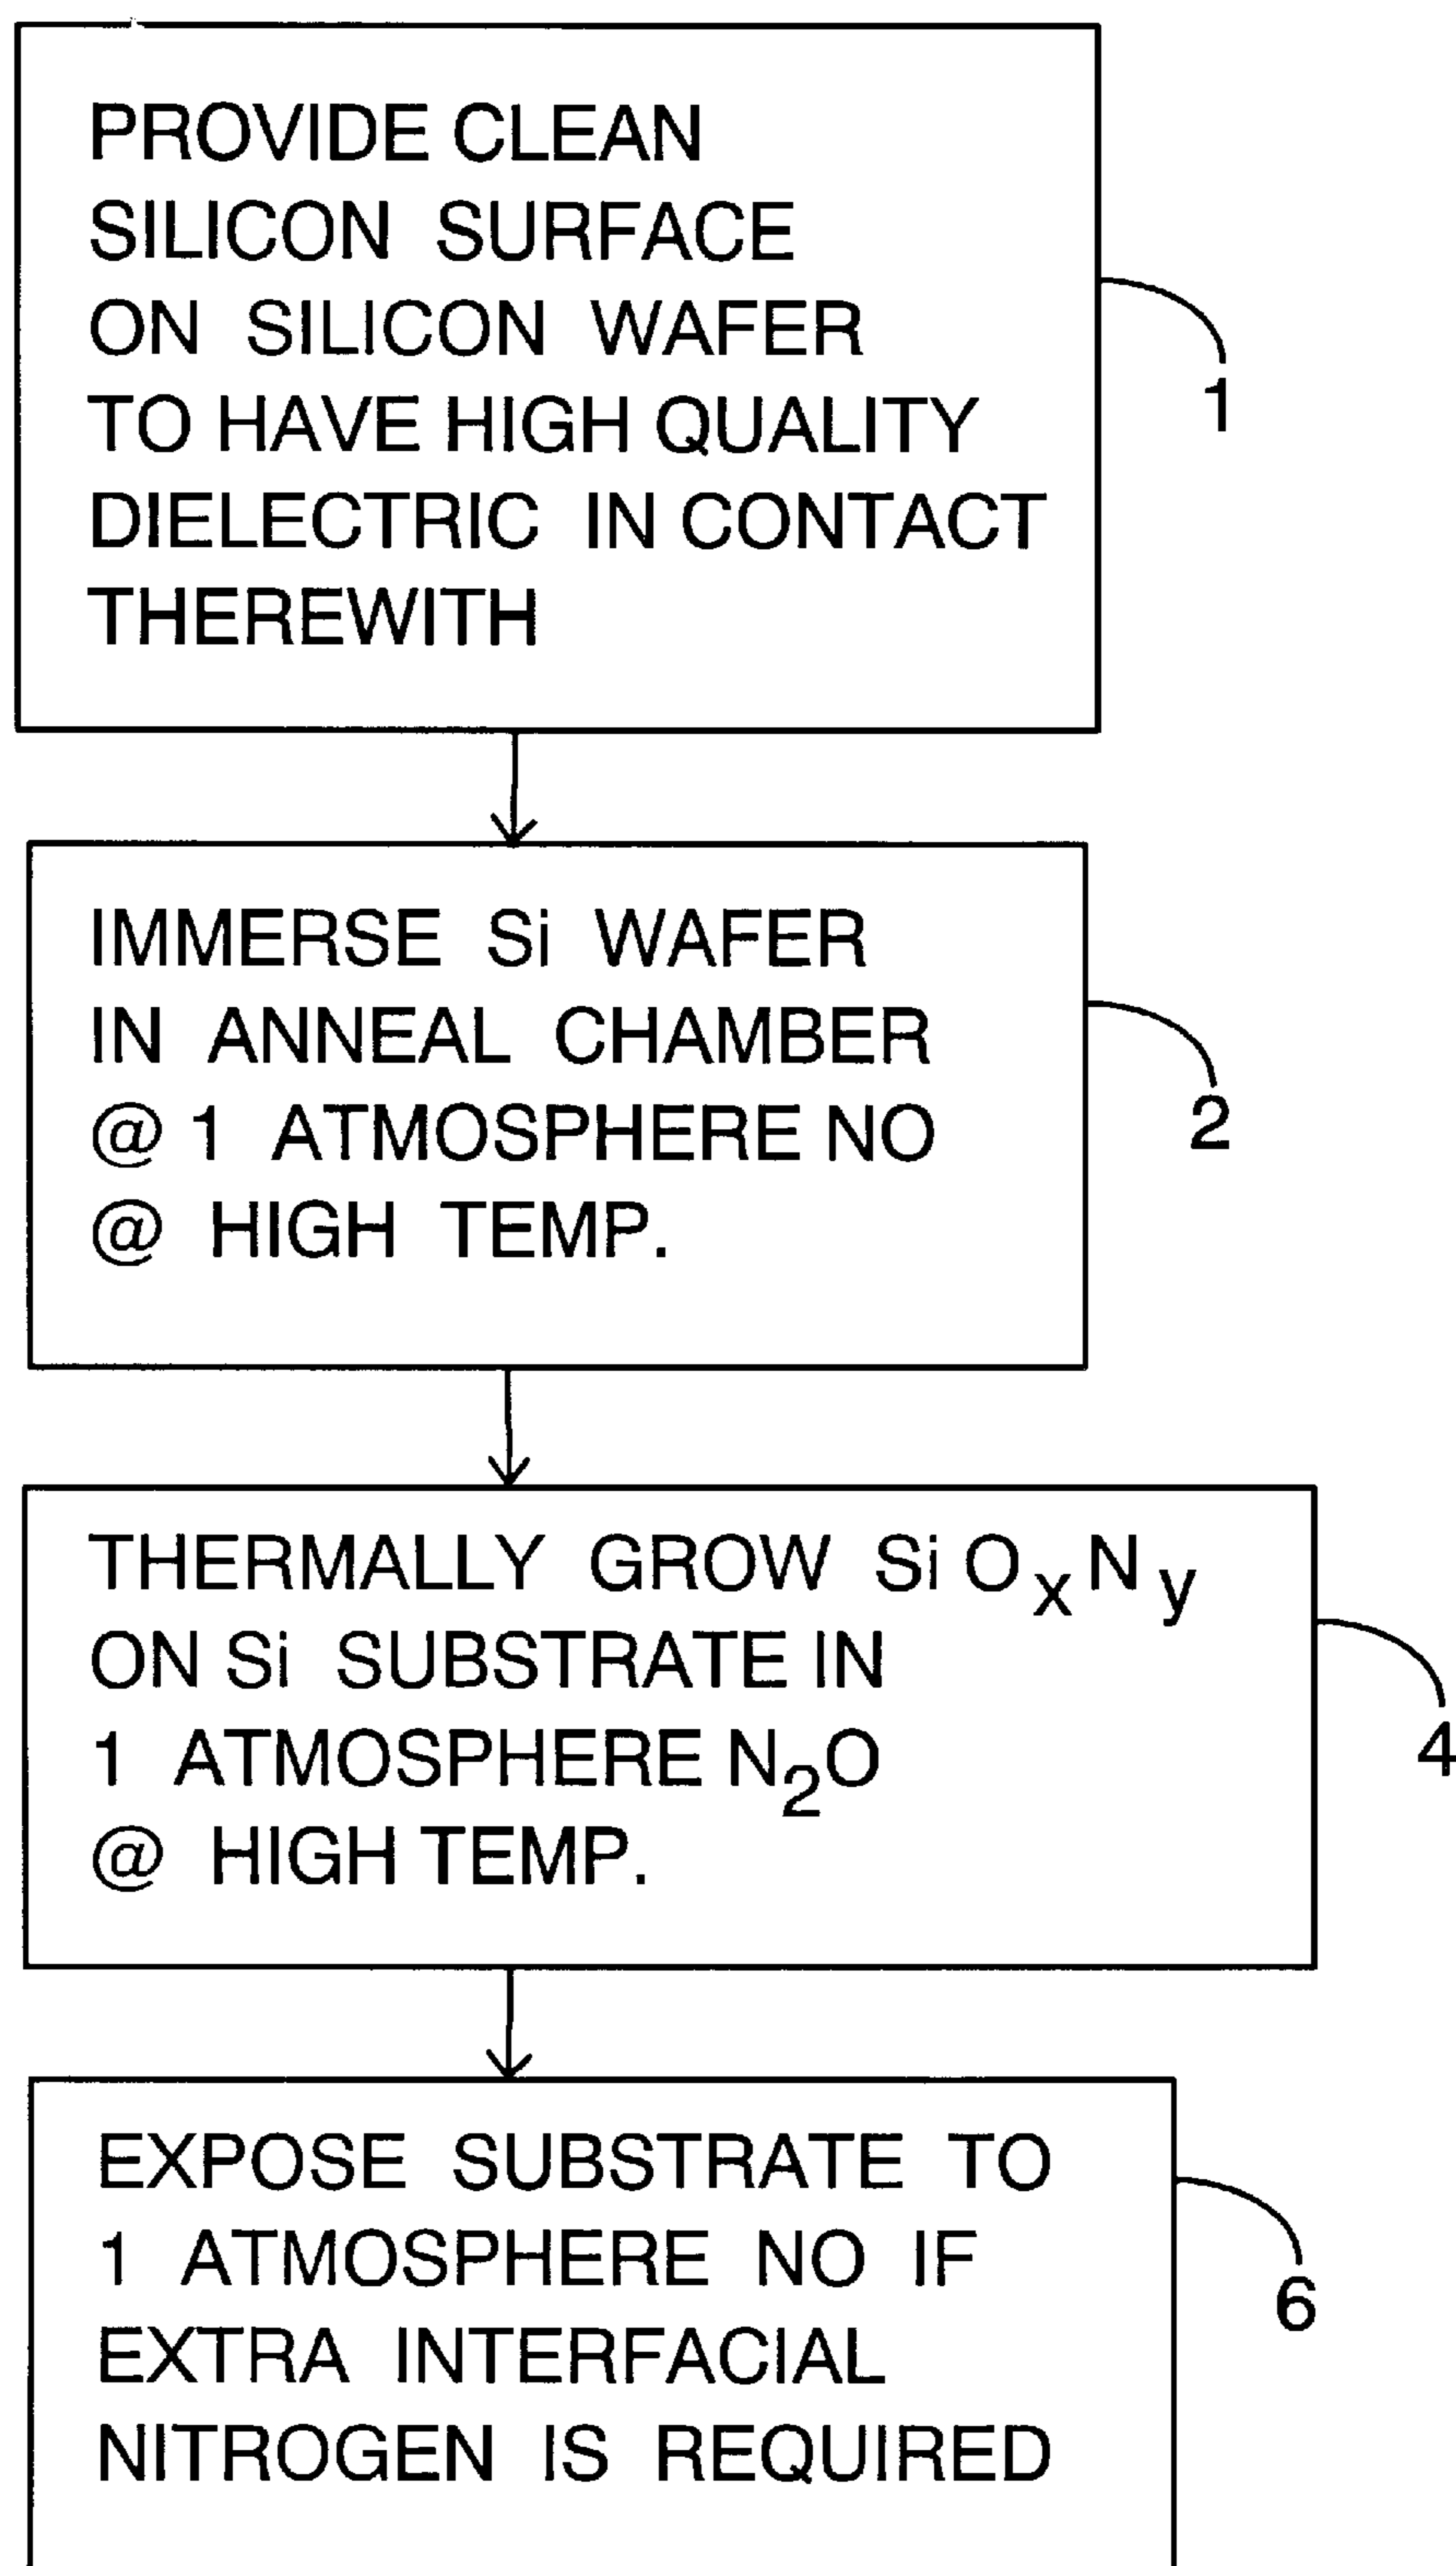 PROVIDE CLEAN
SILICON SURFACE
ON SILICON WAFER
TO HAVE HIGH QUALITY
DIELECTRIC IN CONTACT
THEREWITH
1
IMMERSE Si WAFER
IN ANNEAL CHAMBER
@ 1 ATMOSPHERE NO
@ HIGH TEMP.
2
THERMALLY GROW Si OxNy
ON Si SUBSTRATE IN
1 ATMOSPHERE N2O
@ HIGH TEMP.
4
EXPOSE SUBSTRATE TO
1 ATMOSPHERE NO IF
EXTRA INTERFACIAL
NITROGEN IS REQUIRED
6